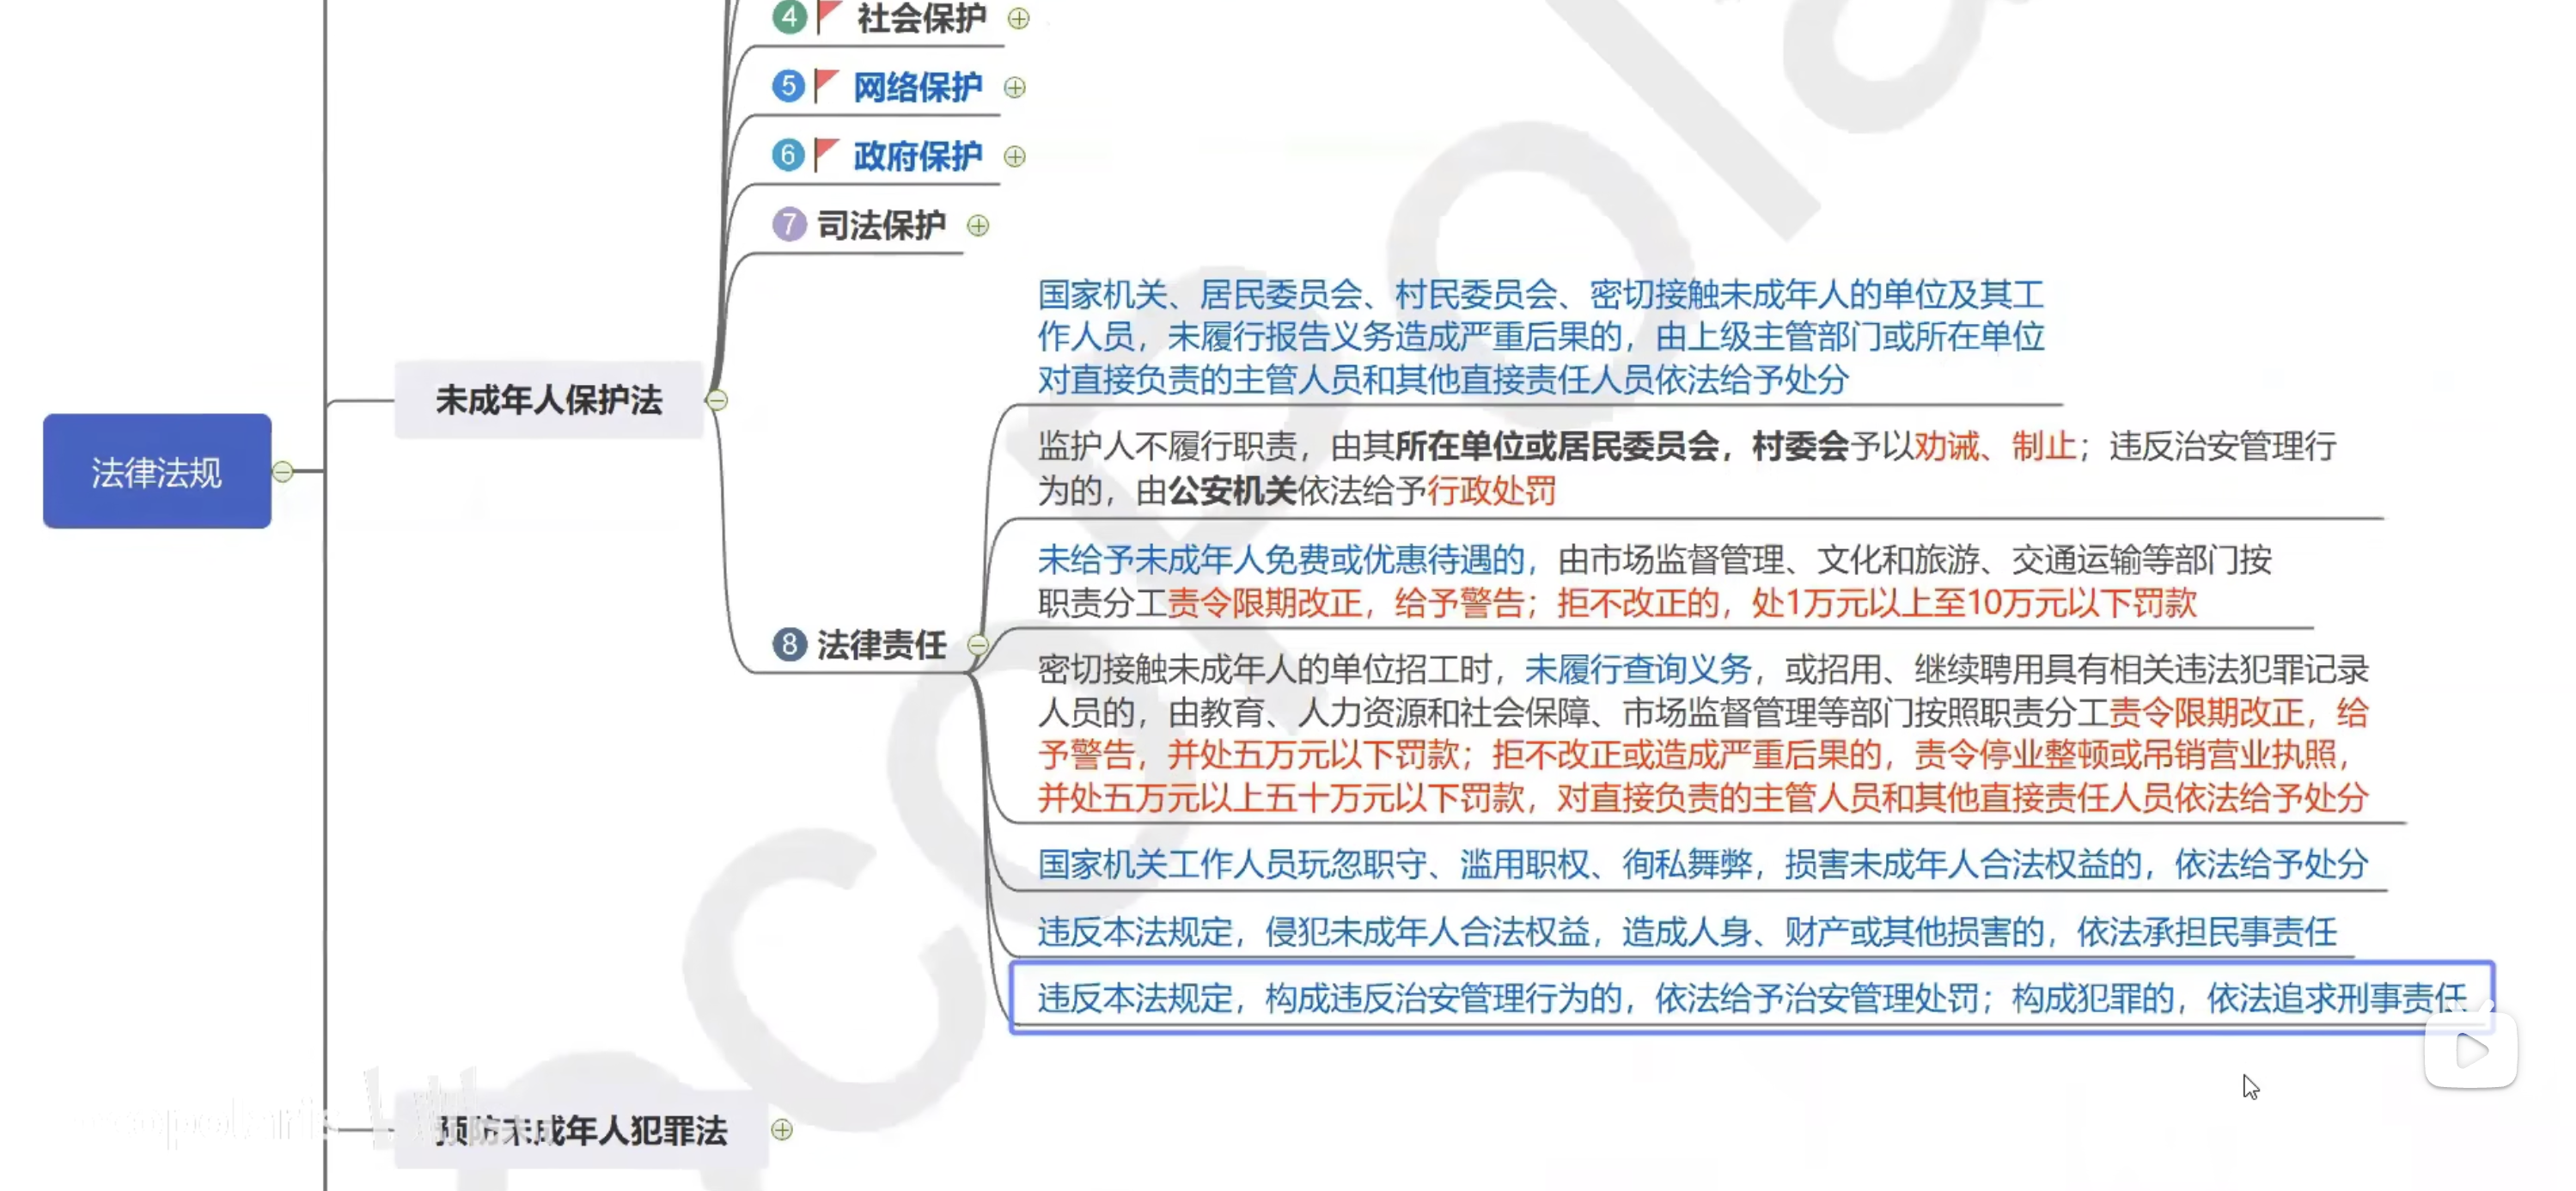 ④ 社会保护
⑤ 网络保护
⑥ 政府保护
⑦ 司法保护
国家机关、居民委员会、村民委员会、密切接触未成年人的单位及其工
作人员，未履行报告义务造成严重后果的，由上级主管部门或所在单位
对直接负责的主管人员和其他直接责任人员依法给予处分
未成年人保护法
监护人不履行职责，由其所在单位或居民委员会，村委会予以劝诫、制止；违反治安管理行
为的，由公安机关依法给予行政处罚
法律法规
未给予未成年人免费或优惠待遇的，由市场监督管理、文化和旅游、交通运输等部门按
职责分工责令限期改正，给予警告；拒不改正的，处1万元以上至10万元以下罚款
⑧ 法律责任
密切接触未成年人的单位招工时，未履行查询义务，或招用、继续聘用具有相关违法犯罪记录
人员的，由教育、人力资源和社会保障、市场监督管理等部门按照职责分工责令限期改正，给
予警告，并处五万元以下罚款；拒不改正或造成严重后果的，责令停业整顿或吊销营业执照，
并处五万元以上五十万元以下罚款，对直接负责的主管人员和其他直接责任人员依法给予处分
国家机关工作人员玩忽职守、滥用职权、徇私舞弊，损害未成年人合法权益的，依法给予处分
违反本法规定，侵犯未成年人合法权益，造成人身、财产或其他损害的，依法承担民事责任
违反本法规定，构成违反治安管理行为的，依法给予治安管理处罚；构成犯罪的，依法追求刑事责任
预防未成年人犯罪法